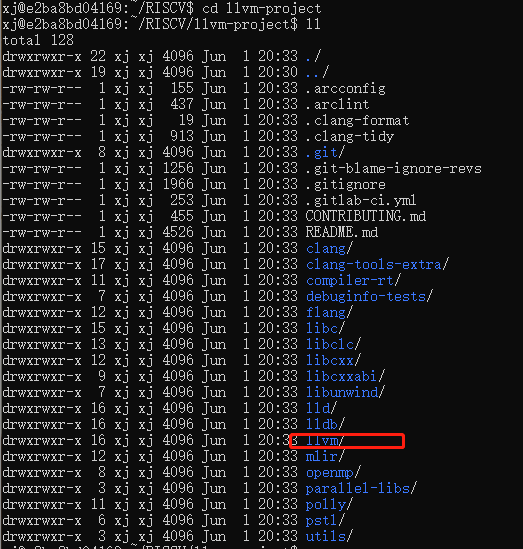 xj@e2ba8bd04169:~/RISCV$ cd llvm-project
xj@e2ba8bd04169:~/RISCV/llvm-project$ ll
total 128
drwxrwxr-x 22 xj xj 4096 Jun  1 20:33 ./
drwxrwxr-x 19 xj xj 4096 Jun  1 20:30 ../
-rw-rw-r--  1 xj xj  155 Jun  1 20:33 .arcconfig
-rw-rw-r--  1 xj xj  437 Jun  1 20:33 .arclint
-rw-rw-r--  1 xj xj   19 Jun  1 20:33 .clang-format
-rw-rw-r--  1 xj xj  913 Jun  1 20:33 .clang-tidy
drwxrwxr-x  8 xj xj 4096 Jun  1 20:33 .git/
-rw-rw-r--  1 xj xj 1256 Jun  1 20:33 .git-blame-ignore-revs
-rw-rw-r--  1 xj xj 1966 Jun  1 20:33 .gitignore
-rw-rw-r--  1 xj xj  253 Jun  1 20:33 .gitlab-ci.yml
-rw-rw-r--  1 xj xj  455 Jun  1 20:33 CONTRIBUTING.md
-rw-rw-r--  1 xj xj 4526 Jun  1 20:33 README.md
drwxrwxr-x 15 xj xj 4096 Jun  1 20:33 clang/
drwxrwxr-x 17 xj xj 4096 Jun  1 20:33 clang-tools-extra/
drwxrwxr-x 11 xj xj 4096 Jun  1 20:33 compiler-rt/
drwxrwxr-x  7 xj xj 4096 Jun  1 20:33 debuginfo-tests/
drwxrwxr-x 12 xj xj 4096 Jun  1 20:33 flang/
drwxrwxr-x 15 xj xj 4096 Jun  1 20:33 libc/
drwxrwxr-x 13 xj xj 4096 Jun  1 20:33 libclc/
drwxrwxr-x 12 xj xj 4096 Jun  1 20:33 libcxx/
drwxrwxr-x  9 xj xj 4096 Jun  1 20:33 libcxxabi/
drwxrwxr-x  7 xj xj 4096 Jun  1 20:33 libunwind/
drwxrwxr-x 16 xj xj 4096 Jun  1 20:33 lld/
drwxrwxr-x 16 xj xj 4096 Jun  1 20:33 lldb/
drwxrwxr-x 16 xj xj 4096 Jun  1 20:33 llvm/
drwxrwxr-x 12 xj xj 4096 Jun  1 20:33 mlir/
drwxrwxr-x  8 xj xj 4096 Jun  1 20:33 openmp/
drwxrwxr-x  3 xj xj 4096 Jun  1 20:33 parallel-libs/
drwxrwxr-x 11 xj xj 4096 Jun  1 20:33 polly/
drwxrwxr-x  6 xj xj 4096 Jun  1 20:33 pstl/
drwxrwxr-x  3 xj xj 4096 Jun  1 20:33 utils/
xj@e2ba8bd04169:~/RISCV/llvm-project$